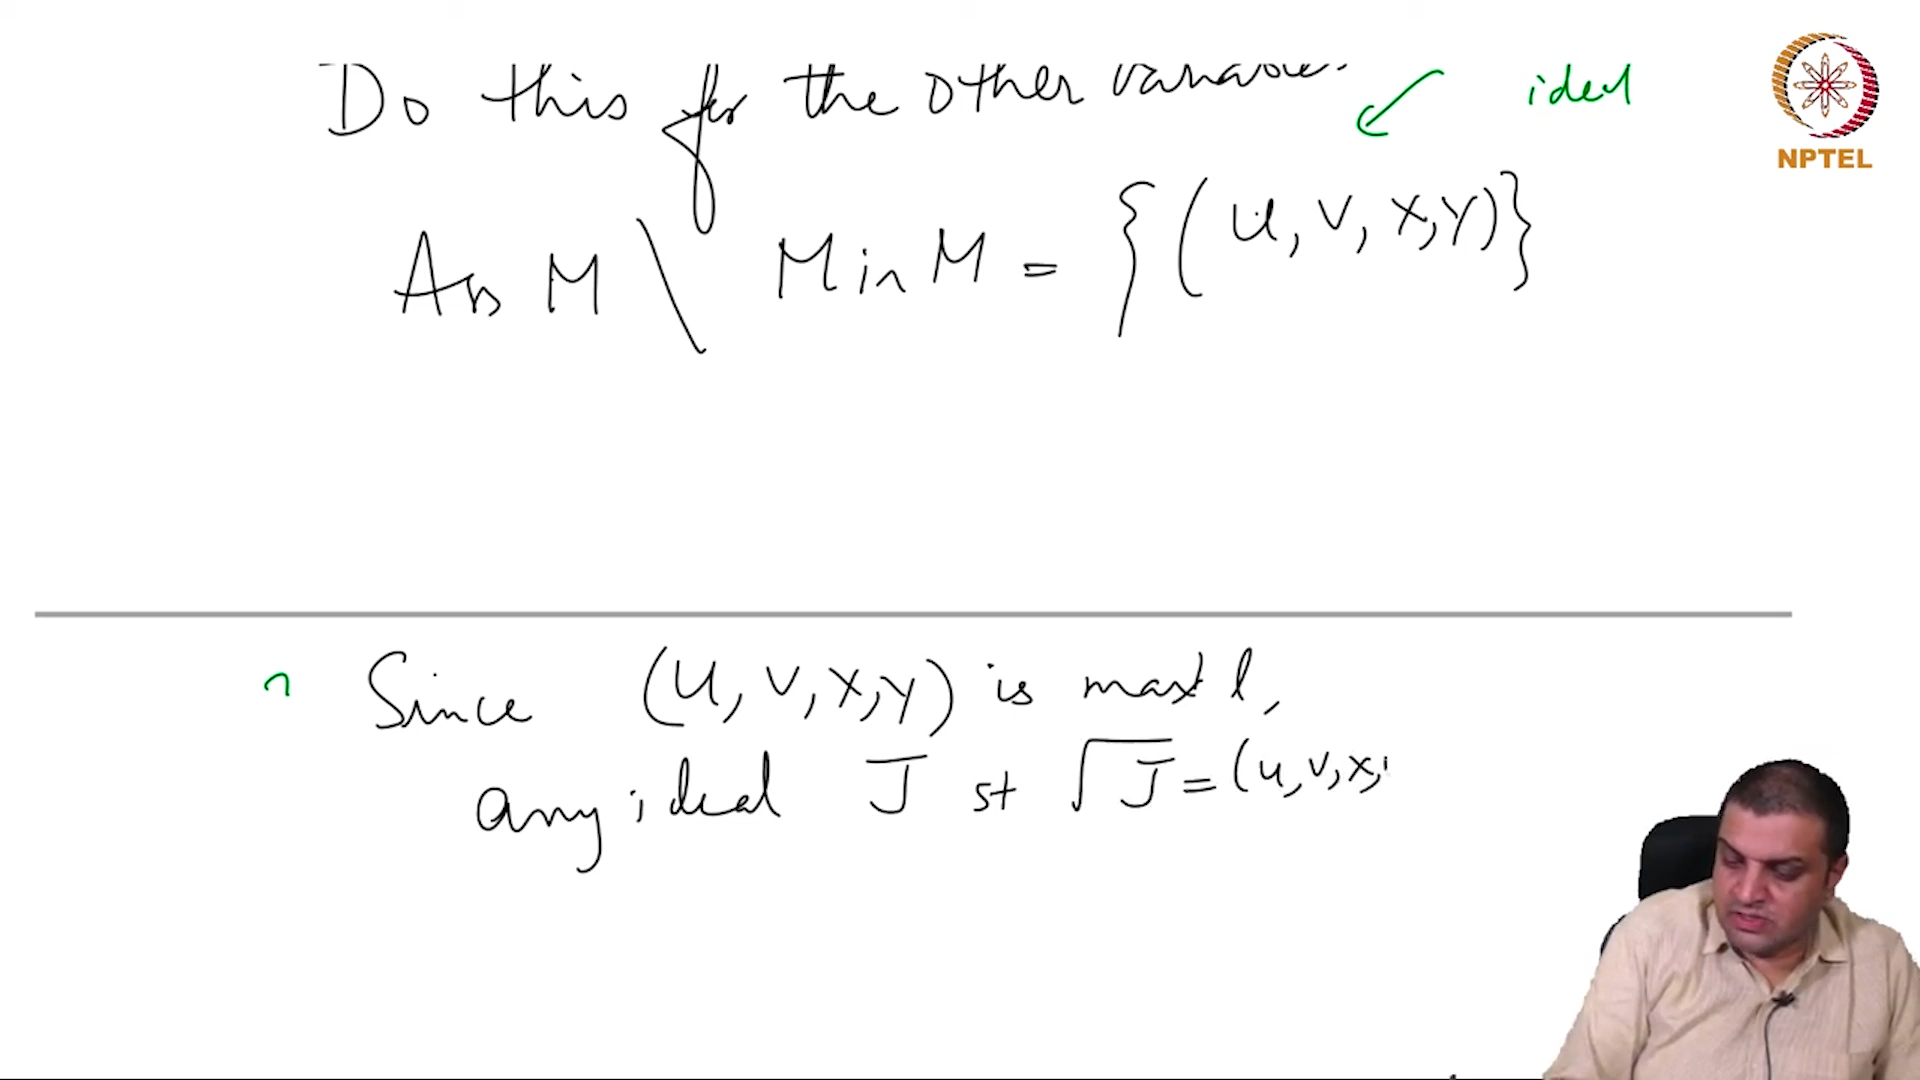 Do this for the other variables.
ideal
NPTEL
Ass M \ Min M = {(U, V, X, Y)}
Since (U, V, X, Y) is max'l,
any ideal J st √J = (U, V, X,